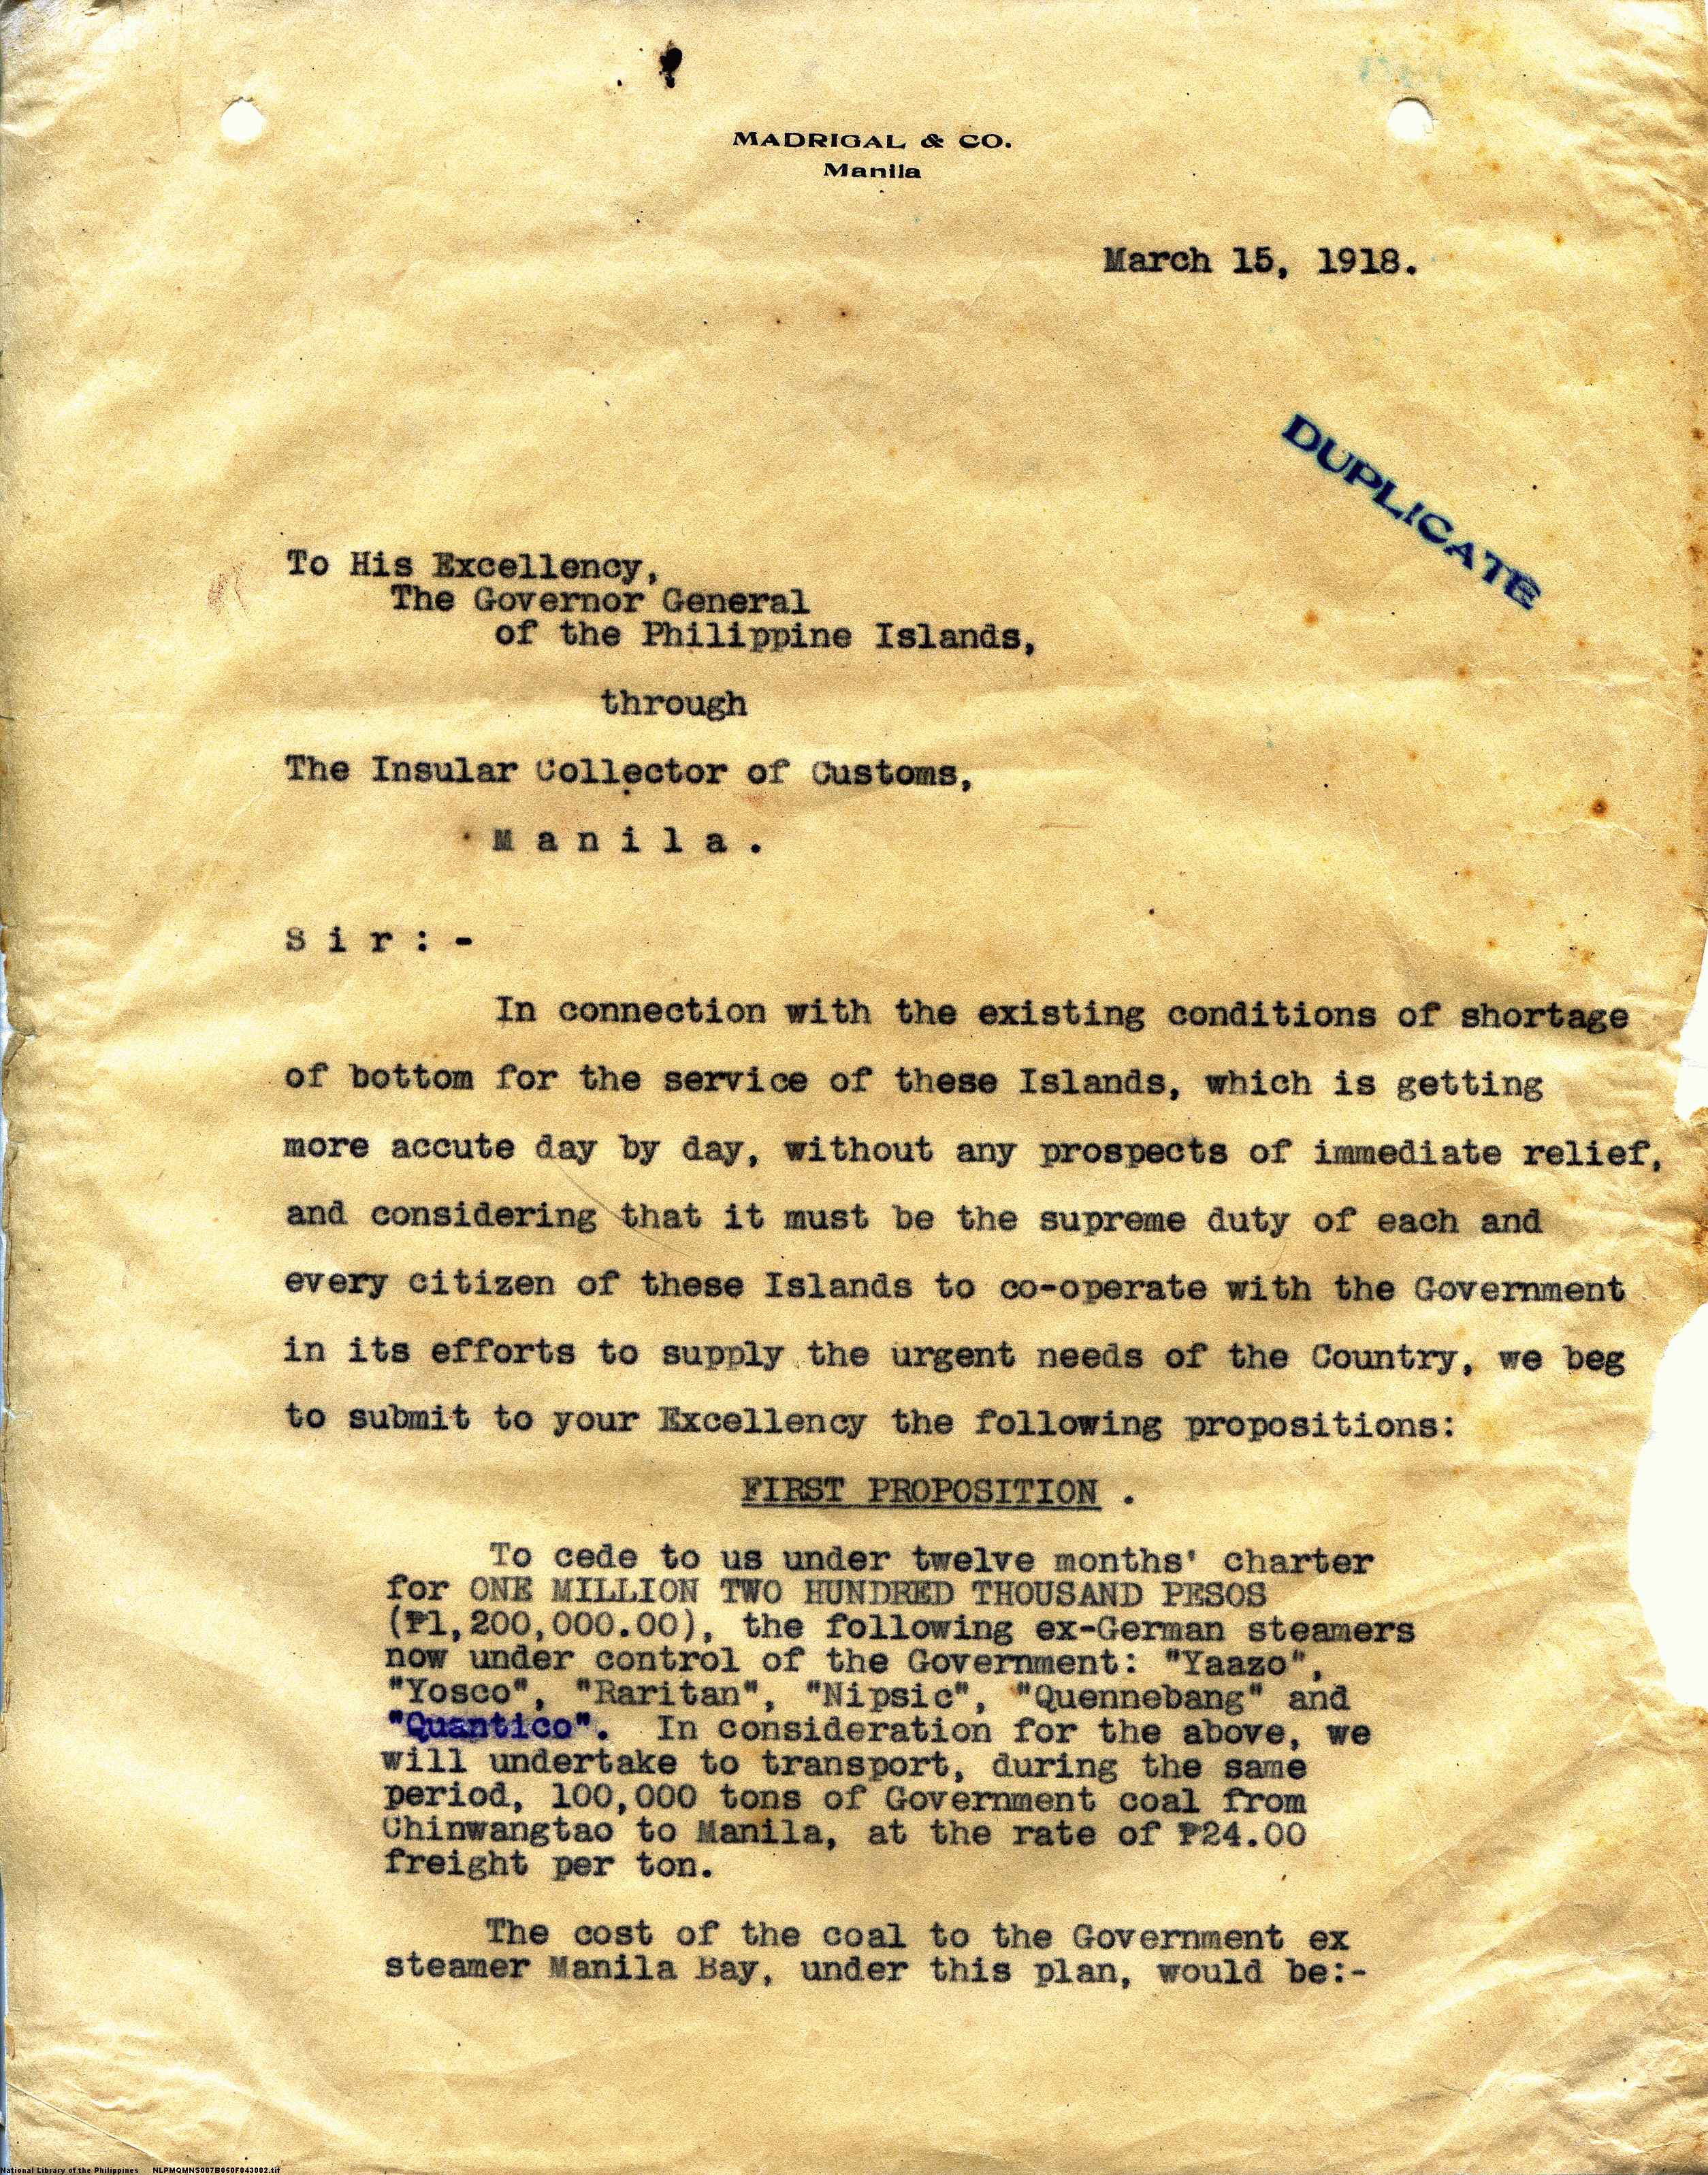 MADRIGAL & CO.
Manila
March 15, 1918.
DUPLICATE
To His Excellency,
The Governor General
of the Philippine Islands,
through
The Insular Collector of Customs,
M a n i l a .
S i r : -
In connection with the existing conditions of shortage
of bottom for the service of these Islands, which is getting
more accute day by day, without any prospects of immediate relief,
and considering that it must be the supreme duty of each and
every citizen of these Islands to co-operate with the Government
in its efforts to supply the urgent needs of the Country, we beg
to submit to your Excellency the following propositions:
FIRST PROPOSITION .
To cede to us under twelve months' charter
for ONE MILLION TWO HUNDRED THOUSAND PESOS
(₱1,200,000.00), the following ex-German steamers
now under control of the Government: "Yaazo",
"Yosco", "Raritan", "Nipsic", "Quennebang" and
"Quantico". In consideration for the above, we
will undertake to transport, during the same
period, 100,000 tons of Government coal from
Chinwangtao to Manila, at the rate of ₱24.00
freight per ton.
The cost of the coal to the Government ex
steamer Manila Bay, under this plan, would be:-
National Library of the Philippines NLPMQMNS007B050F043002.tif